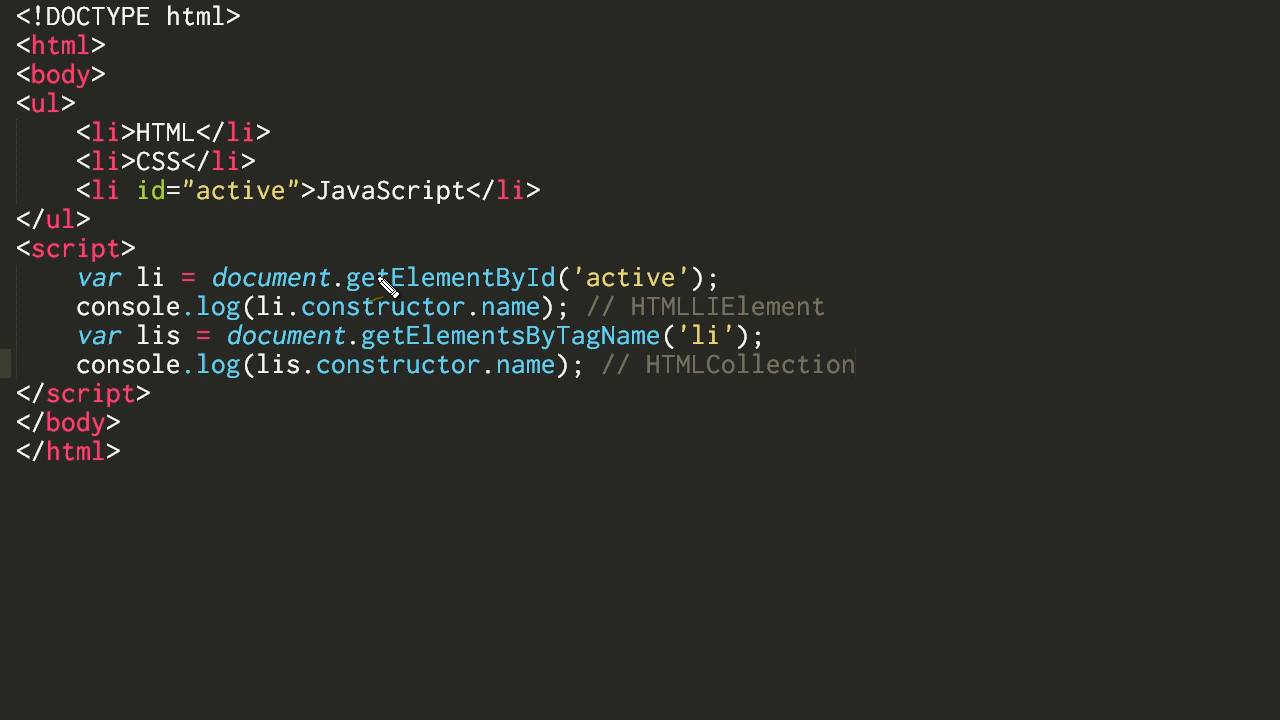 <!DOCTYPE html>
<html>
<body>
<ul>
    <li>HTML</li>
    <li>CSS</li>
    <li id="active">JavaScript</li>
</ul>
<script>
    var li = document.getElementById('active');
    console.log(li.constructor.name); // HTMLLIElement
    var lis = document.getElementsByTagName('li');
    console.log(lis.constructor.name); // HTMLCollection
</script>
</body>
</html>